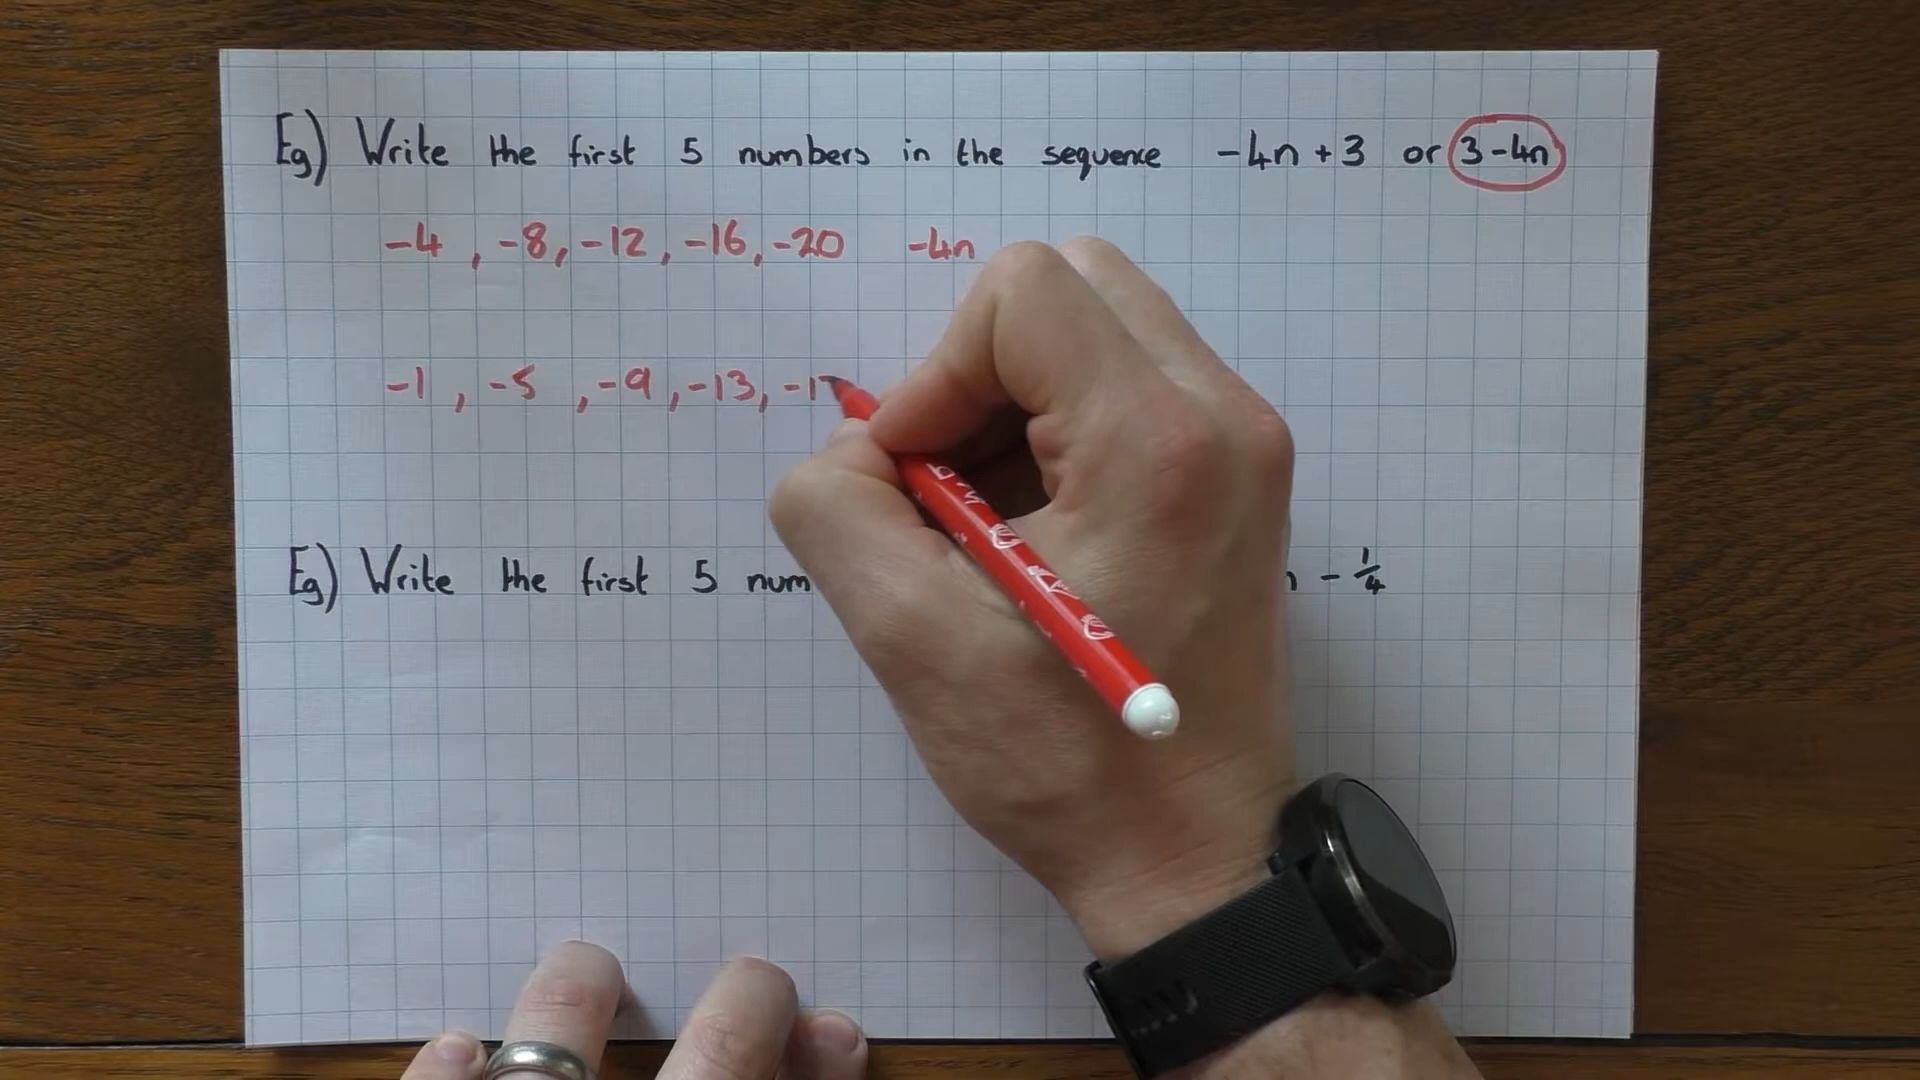 Eg) Write the first 5 numbers in the sequence -4n + 3 or 3 - 4n
-4, -8, -12, -16, -20 -4n
-1, -5, -9, -13, -17
Eg) Write the first 5 num - 1/4